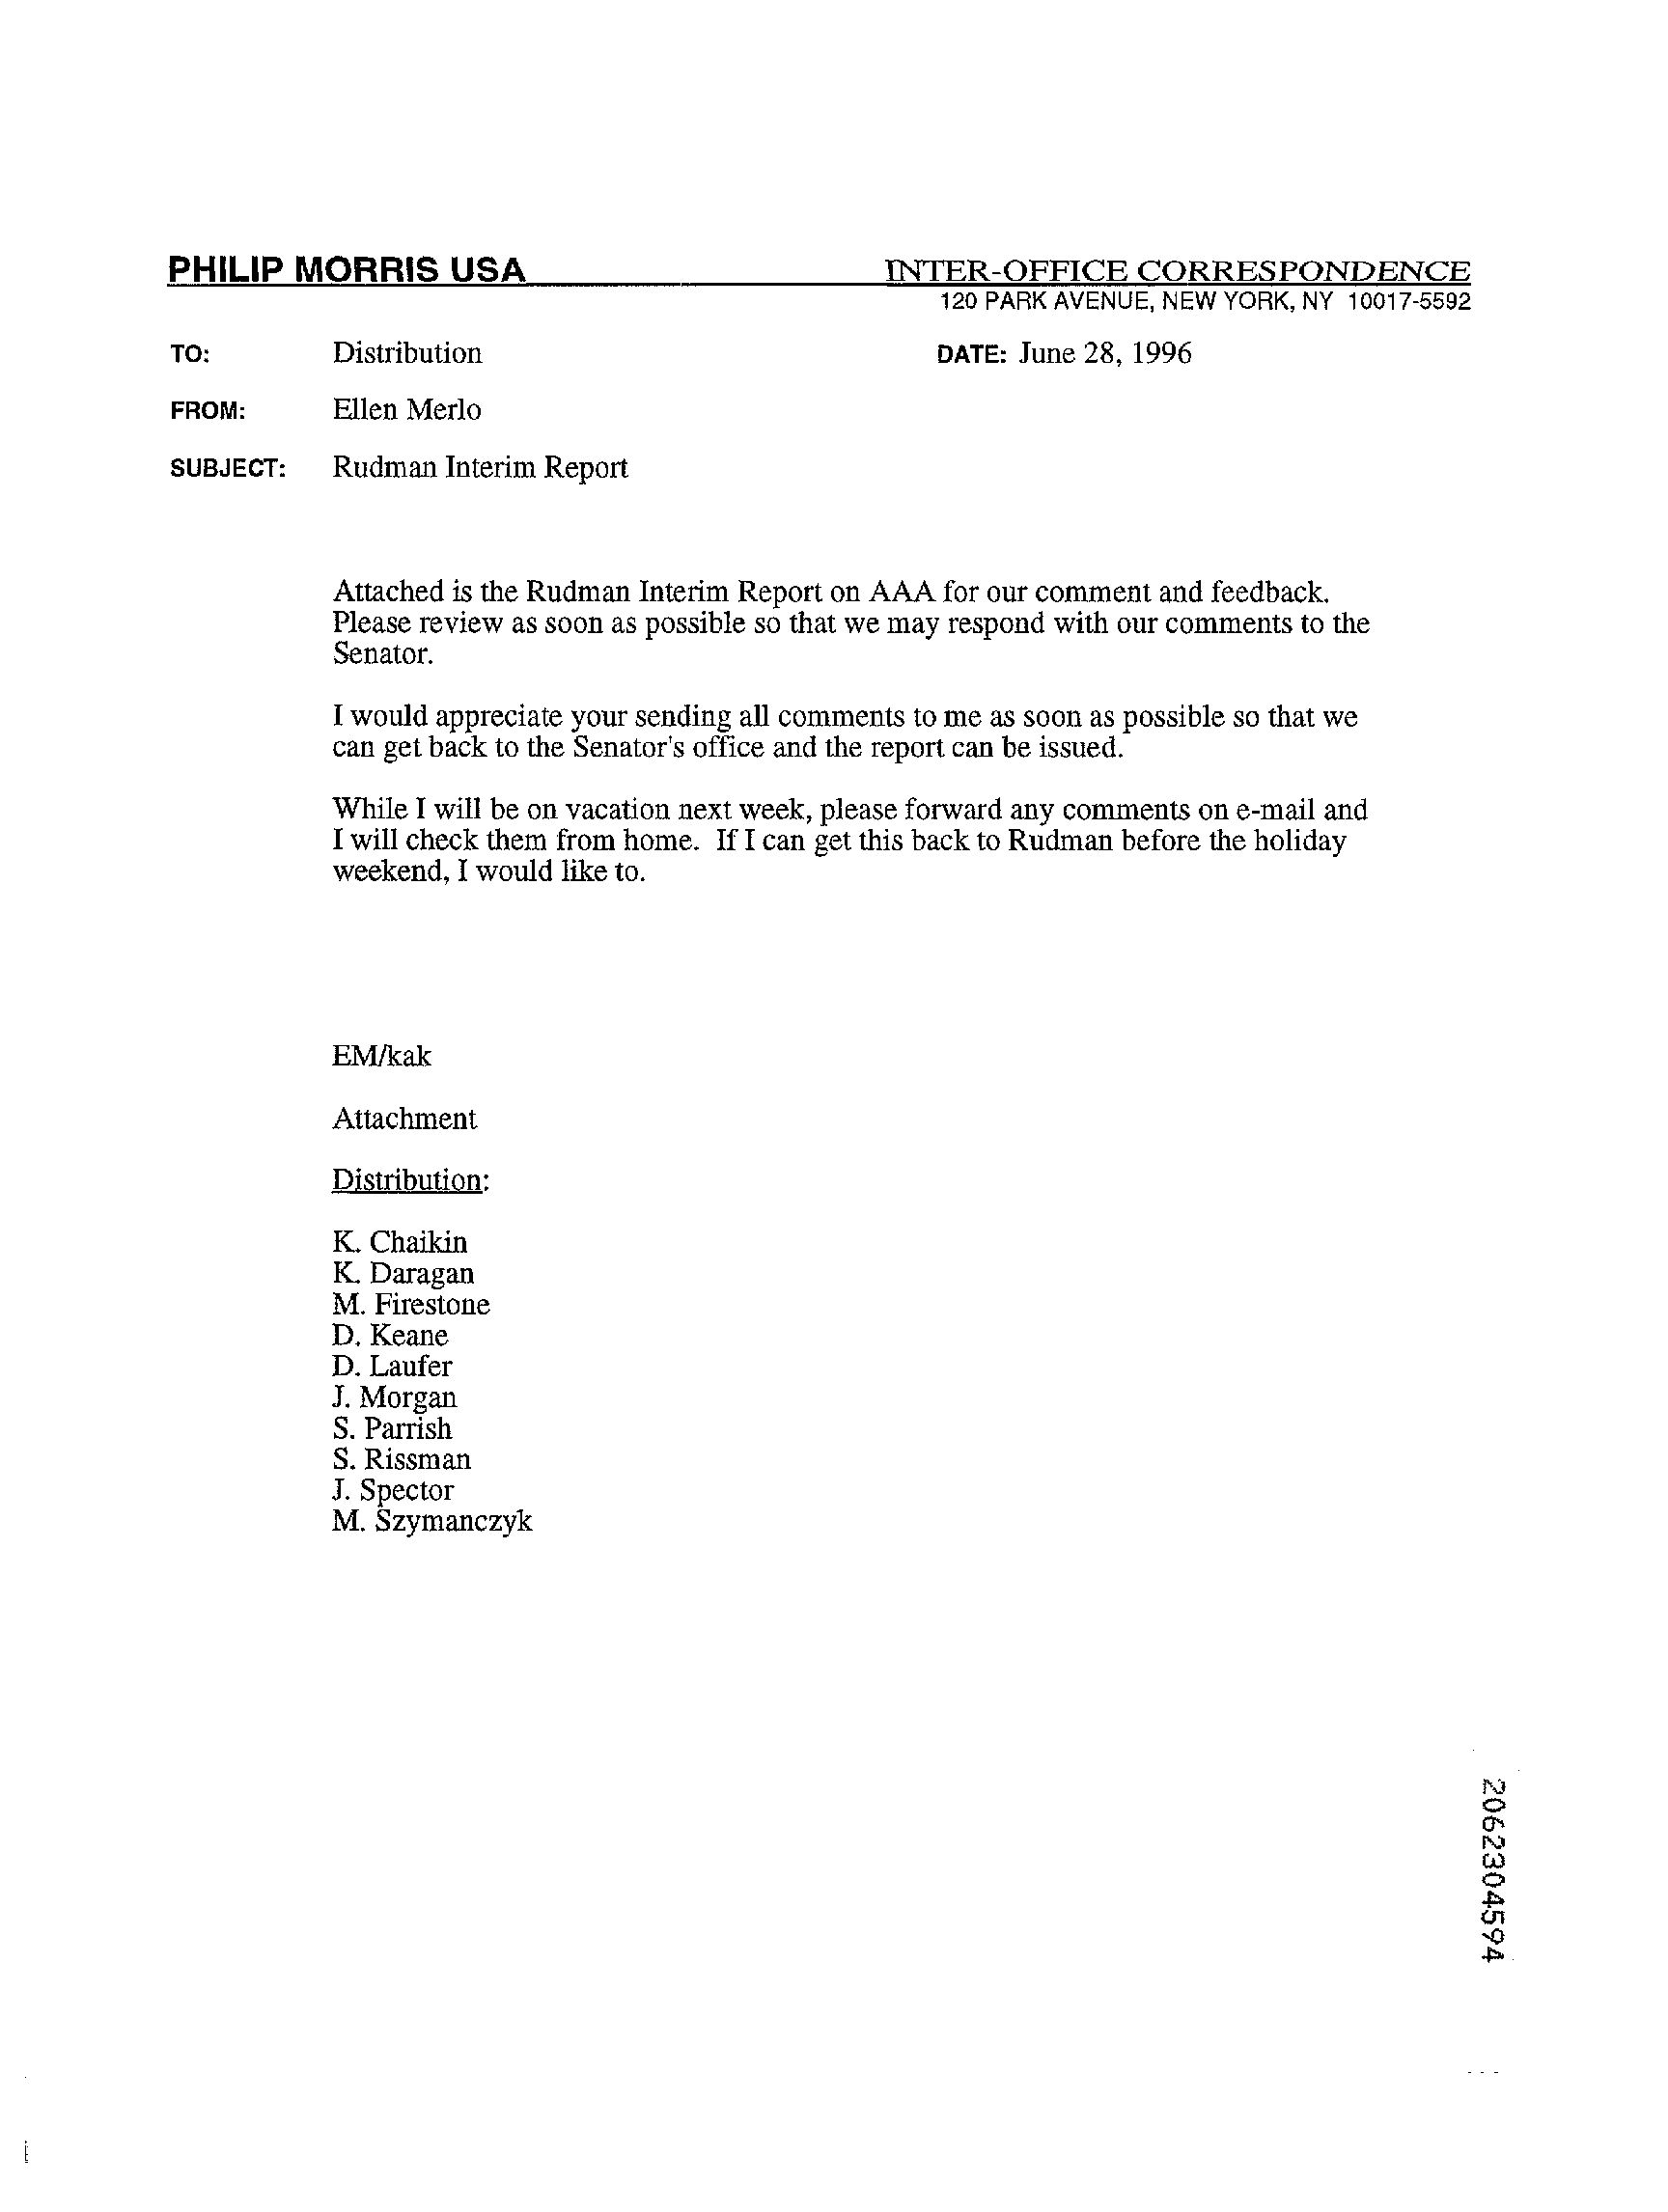 PHILIP MORRIS USA INTER-OFFICE CORRESPONDENCE
120 PARK AVENUE, NEW YORK, NY 10017-5592
TO: Distribution DATE: June 28, 1996
FROM: Ellen Merlo
SUBJECT: Rudman Interim Report
Attached is the Rudman Interim Report on AAA for our comment and feedback.
Please review as soon as possible so that we may respond with our comments to the
Senator.
I would appreciate your sending all comments to me as soon as possible so that we
can get back to the Senator's office and the report can be issued.
While I will be on vacation next week, please forward any comments on e-mail and
I will check them from home. If I can get this back to Rudman before the holiday
weekend, I would like to.
EM/kak
Attachment
Distribution:
K. Chaikin
K. Daragan
M. Firestone
D. Keane
D. Laufer
J. Morgan
S. Parrish
S. Rissman
J. Spector
M. Szymanczyk
2062304594